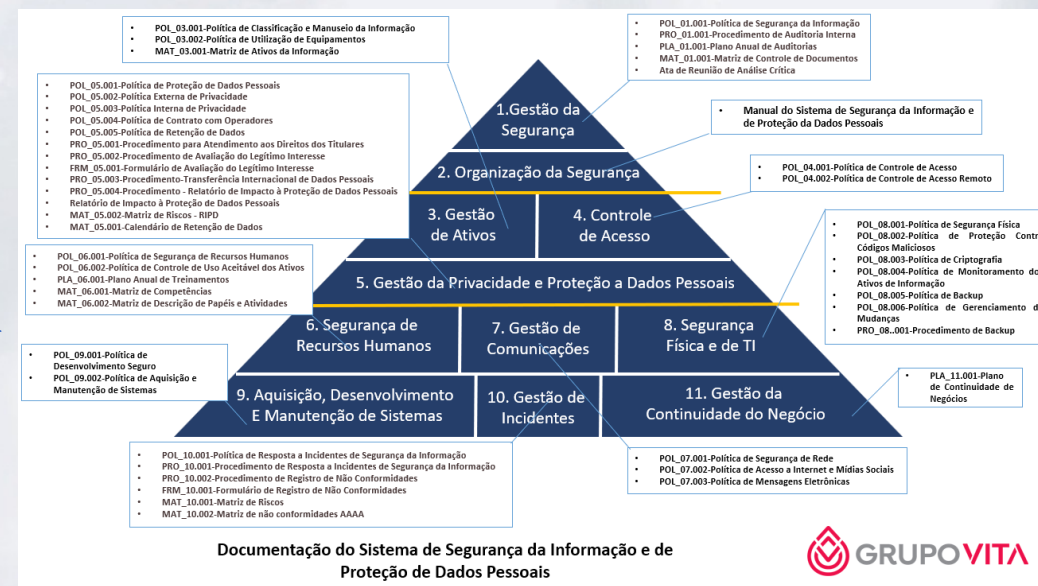 • POL_03.001-Política de Classificação e Manuseio da Informação
• POL_03.002-Política de Utilização de Equipamentos
• MAT_03.001-Matriz de Ativos da Informação
• POL_01.001-Política de Segurança da Informação
• PRO_01.001-Procedimento de Auditoria Interna
• PLA_01.001-Plano Anual de Auditorias
• MAT_01.001-Matriz de Controle de Documentos
• Ata de Reunião de Análise Crítica
• POL_05.001-Política de Proteção de Dados Pessoais
• POL_05.002-Política Externa de Privacidade
• POL_05.003-Política Interna de Privacidade
• POL_05.004-Política de Contrato com Operadores
• POL_05.005-Política de Retenção de Dados
• PRO_05.001-Procedimento para Atendimento aos Direitos dos Titulares
• PRO_05.002-Procedimento de Avaliação do Legítimo Interesse
• FRM_05.001-Formulário de Avaliação do Legítimo Interesse
• PRO_05.003-Procedimento-Transferência Internacional de Dados Pessoais
• PRO_05.004-Procedimento - Relatório de Impacto à Proteção de Dados Pessoais
• Relatório de Impacto à Proteção de Dados Pessoais
• MAT_05.002-Matriz de Riscos - RIPD
• MAT_05.001-Calendário de Retenção de Dados
1.Gestão da
Segurança
• Manual do Sistema de Segurança da Informação e
de Proteção da Dados Pessoais
2. Organização da Segurança
• POL_04.001-Política de Controle de Acesso
• POL_04.002-Política de Controle de Acesso Remoto
3. Gestão
de Ativos
4. Controle
de Acesso
• POL_08.001-Política de Segurança Física
• POL_08.002-Política de Proteção Contr
Códigos Maliciosos
• POL_08.003-Política de Criptografia
• POL_08.004-Política de Monitoramento do
Ativos de Informação
• POL_08.005-Política de Backup
• POL_08.006-Política de Gerenciamento d
Mudanças
• PRO_08..001-Procedimento de Backup
• POL_06.001-Política de Segurança de Recursos Humanos
• POL_06.002-Política de Controle de Uso Aceitável dos Ativos
• PLA_06.001-Plano Anual de Treinamentos
• MAT_06.001-Matriz de Competências
• MAT_06.002-Matriz de Descrição de Papéis e Atividades
5. Gestão da Privacidade e Proteção a Dados Pessoais
6. Segurança de
Recursos Humanos
7. Gestão de
Comunicações
8. Segurança
Física e de TI
• POL_09.001-Política de
Desenvolvimento Seguro
• POL_09.002-Política de Aquisição e
Manutenção de Sistemas
• PLA_11.001-Plano
de Continuidade de
Negócios
9. Aquisição, Desenvolvimento
E Manutenção de Sistemas
10. Gestão de
Incidentes
11. Gestão da
Continuidade do Negócio
• POL_10.001-Política de Resposta a Incidentes de Segurança da Informação
• PRO_10.001-Procedimento de Resposta a Incidentes de Segurança da Informação
• PRO_10.002-Procedimento de Registro de Não Conformidades
• FRM_10.001-Formulário de Registro de Não Conformidades
• MAT_10.001-Matriz de Riscos
• MAT_10.002-Matriz de não conformidades AAAA
• POL_07.001-Política de Segurança de Rede
• POL_07.002-Política de Acesso a Internet e Mídias Sociais
• POL_07.003-Política de Mensagens Eletrônicas
Documentação do Sistema de Segurança da Informação e de
Proteção de Dados Pessoais
GRUPOVITA